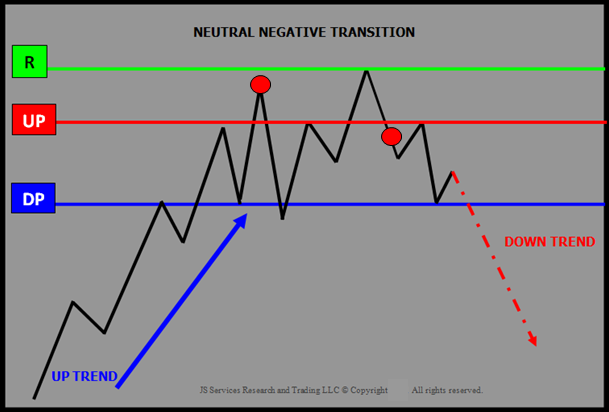 NEUTRAL NEGATIVE TRANSITION
R
UP
DP
DOWN TREND
UP TREND
JS Services Research and Trading LLC © Copyright All rights reserved.